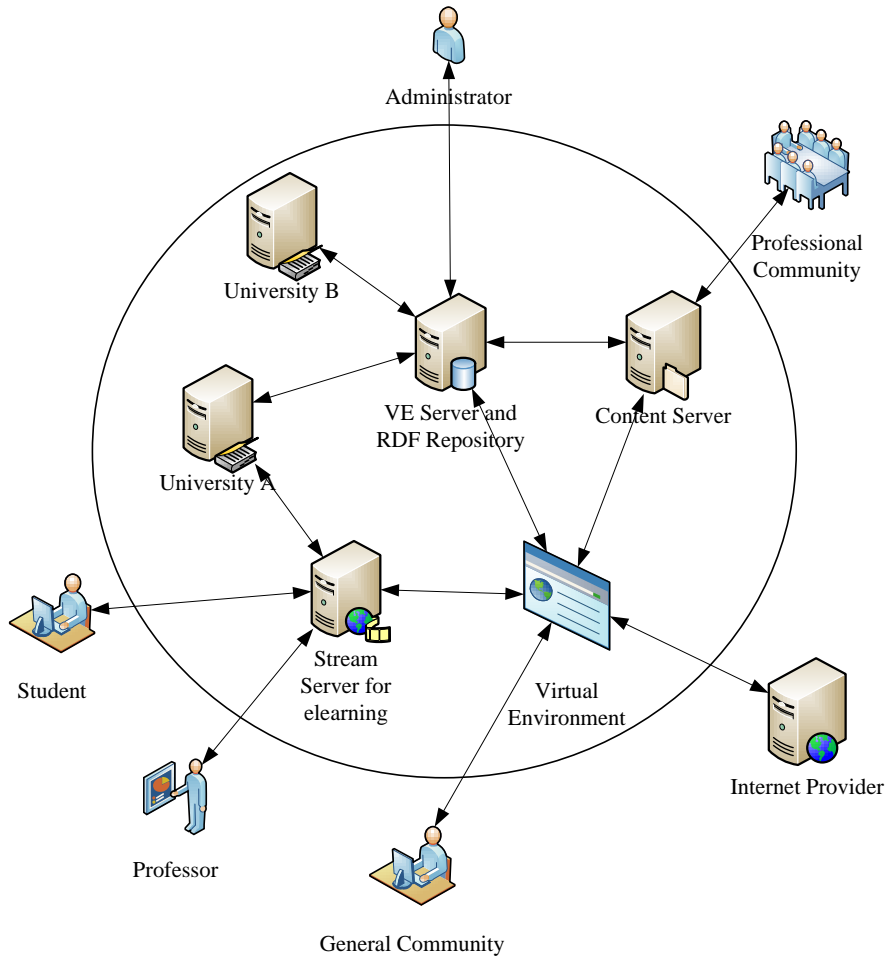 Administrator
Professional
Community
University B
VE Server and
RDF Repository
Content Server
University A
Stream
Server for
elearning
Virtual
Environment
Student
Internet Provider
Professor
General Community